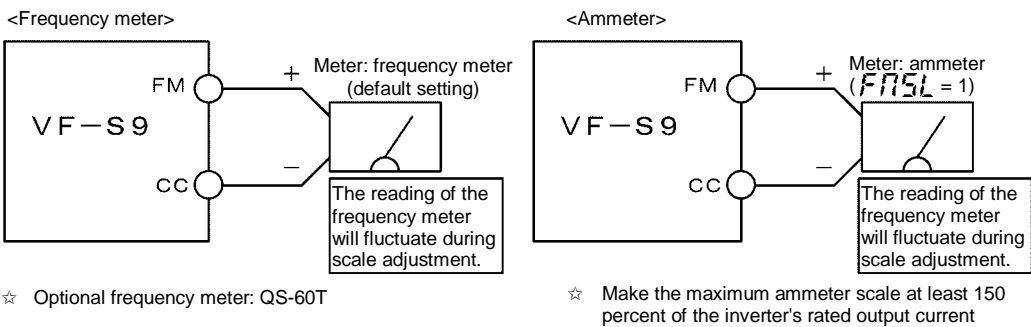 <Frequency meter>
FM
+
Meter: frequency meter
(default setting)
VF-S9
CC
−
The reading of the
frequency meter
will fluctuate during
scale adjustment.
☆ Optional frequency meter: QS-60T
<Ammeter>
FM
+
Meter: ammeter
(FMSL = 1)
VF-S9
CC
−
The reading of the
frequency meter
will fluctuate during
scale adjustment.
☆ Make the maximum ammeter scale at least 150
percent of the inverter's rated output current